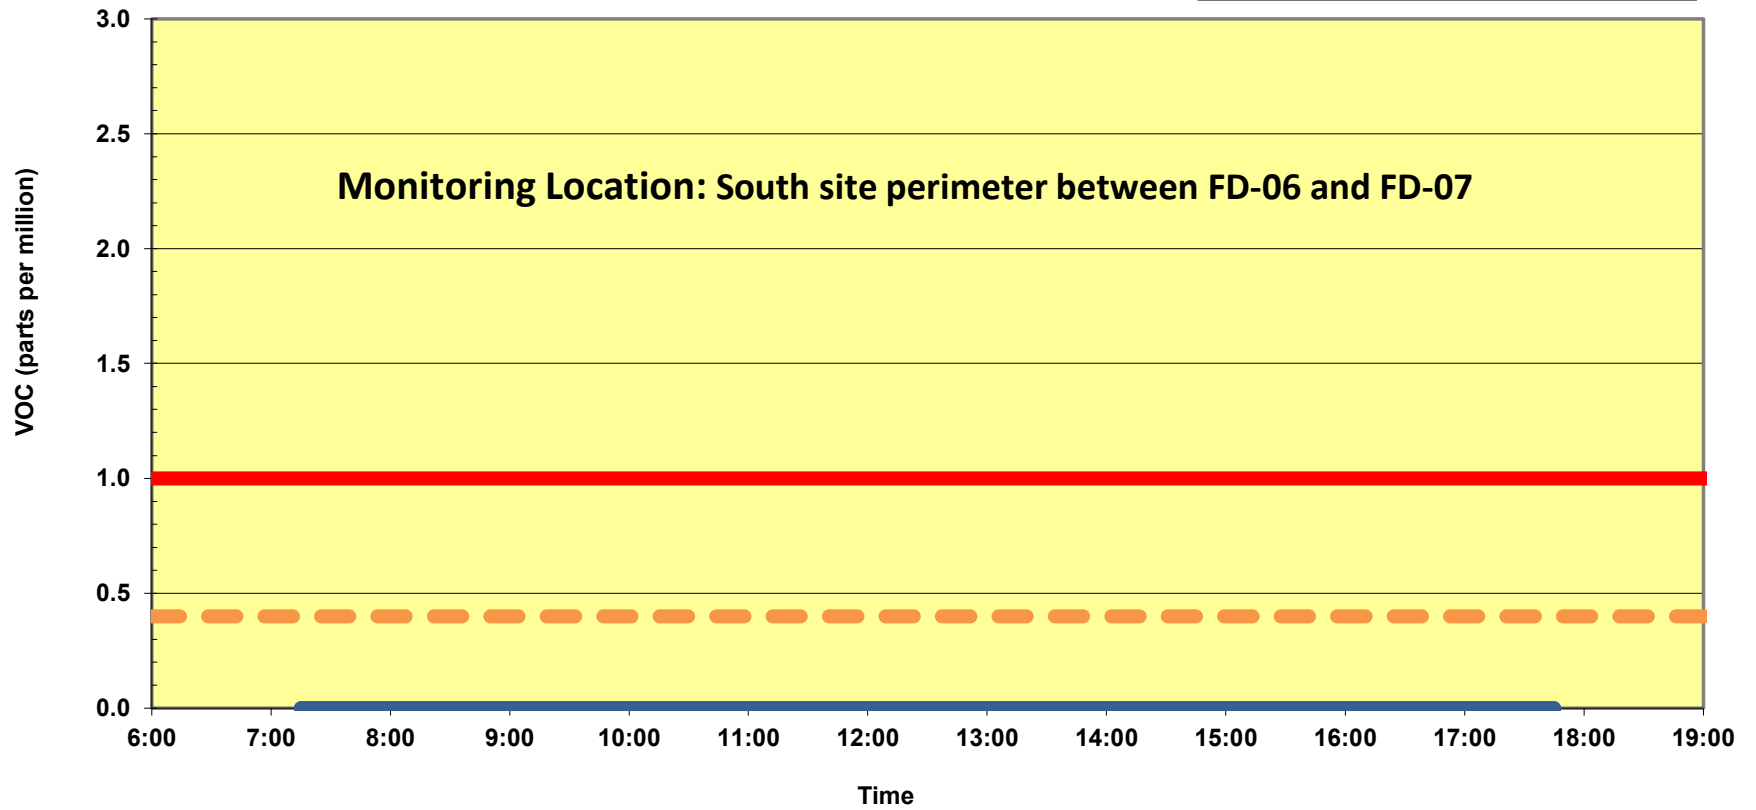 3.0
2.5
Monitoring Location: South site perimeter between FD-06 and FD-07
2.0
VOC (parts per million)
1.5
1.0
0.5
0.0
6:00 7:00 8:00 9:00 10:00 11:00 12:00 13:00 14:00 15:00 16:00 17:00 18:00 19:00
Time